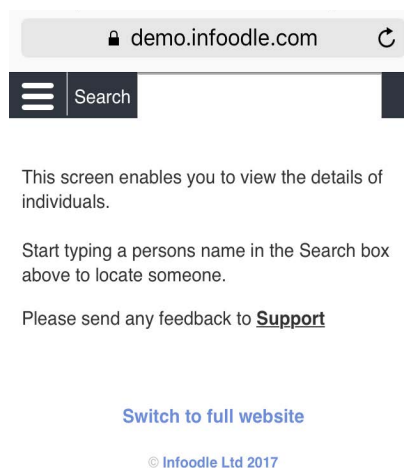 demo.infoodle.com
Search
This screen enables you to view the details of
individuals.
Start typing a persons name in the Search box
above to locate someone.
Please send any feedback to Support
Switch to full website
© Infoodle Ltd 2017